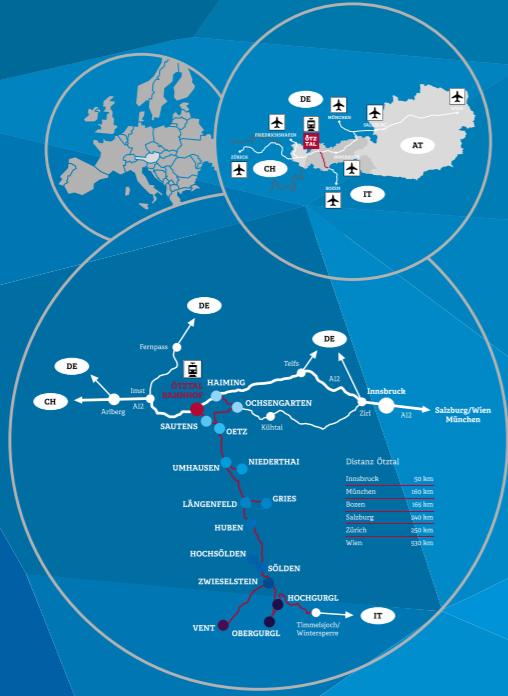 DE
MÜNCHEN
FRIEDRICHSHAFEN
ÖTZ
TAL
ZÜRICH
CH
AT
BOZEN
IT
DE
Fernpass
DE
DE
Telfs
ÖTZTAL
BAHNHOF
HAIMING
A12
Innsbruck
CH
Imst
A12
Arlberg
OCHSENGARTEN
Zirl
A12
Salzburg/Wien
München
SAUTENS
OETZ
Kühtai
UMHAUSEN
NIEDERTHAI
Distanz Ötztal
Innsbruck 50 km
München 160 km
Bozen 165 km
Salzburg 240 km
Zürich 250 km
Wien 530 km
LÄNGENFELD
GRIES
HUBEN
HOCHSÖLDEN
SÖLDEN
ZWIESELSTEIN
HOCHGURGL
IT
VENT
OBERGURGL
Timmelsjoch/
Wintersperre